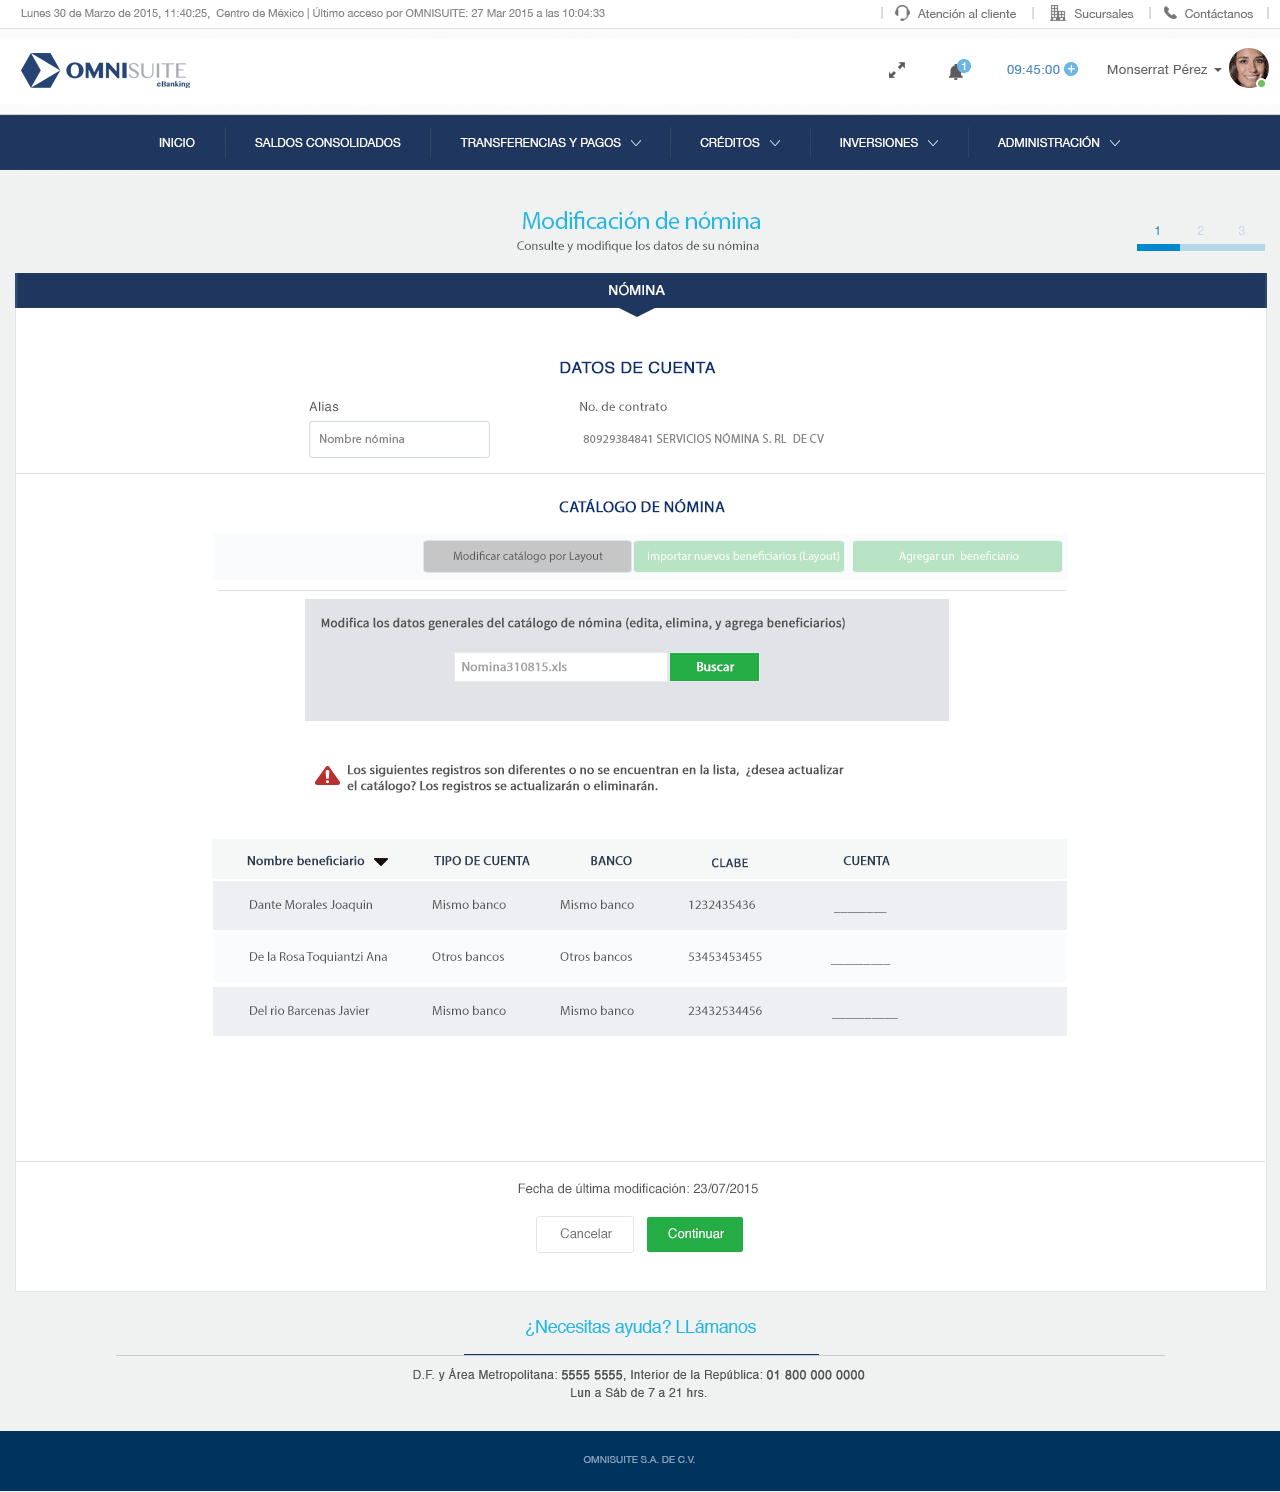 Lunes 30 de Marzo de 2015, 11:40:25,  Centro de México | Último acceso por OMNISUITE: 27 Mar 2015 a las 10:04:33
| Atención al cliente | Sucursales | Contáctanos |
OMNISUITE
eBanking
1
09:45:00
Monserrat Pérez
INICIO
SALDOS CONSOLIDADOS
TRANSFERENCIAS Y PAGOS
CRÉDITOS
INVERSIONES
ADMINISTRACIÓN
Modificación de nómina
Consulte y modifique los datos de su nómina
1 2 3
NÓMINA
DATOS DE CUENTA
Alias
No. de contrato
Nombre nómina
80929384841 SERVICIOS NÓMINA S. RL  DE CV
CATÁLOGO DE NÓMINA
Modificar catálogo por Layout
Importar nuevos beneficiarios (Layout)
Agregar un  beneficiario
Modifica los datos generales del catálogo de nómina (edita, elimina, y agrega beneficiarios)
Nomina310815.xls
Buscar
Los siguientes registros son diferentes o no se encuentran en la lista,  ¿desea actualizar
el catálogo? Los registros se actualizarán o eliminarán.
Nombre beneficiario TIPO DE CUENTA BANCO CLABE CUENTA
Dante Morales Joaquin Mismo banco Mismo banco 1232435436 ________
De la Rosa Toquiantzi Ana Otros bancos Otros bancos 53453453455 _________
Del rio Barcenas Javier Mismo banco Mismo banco 23432534456 __________
Fecha de última modificación: 23/07/2015
Cancelar
Continuar
¿Necesitas ayuda? LLámanos
D.F. y Área Metropolitana: 5555 5555, Interior de la República: 01 800 000 0000
Lun a Sáb de 7 a 21 hrs.
OMNISUITE S.A. DE C.V.